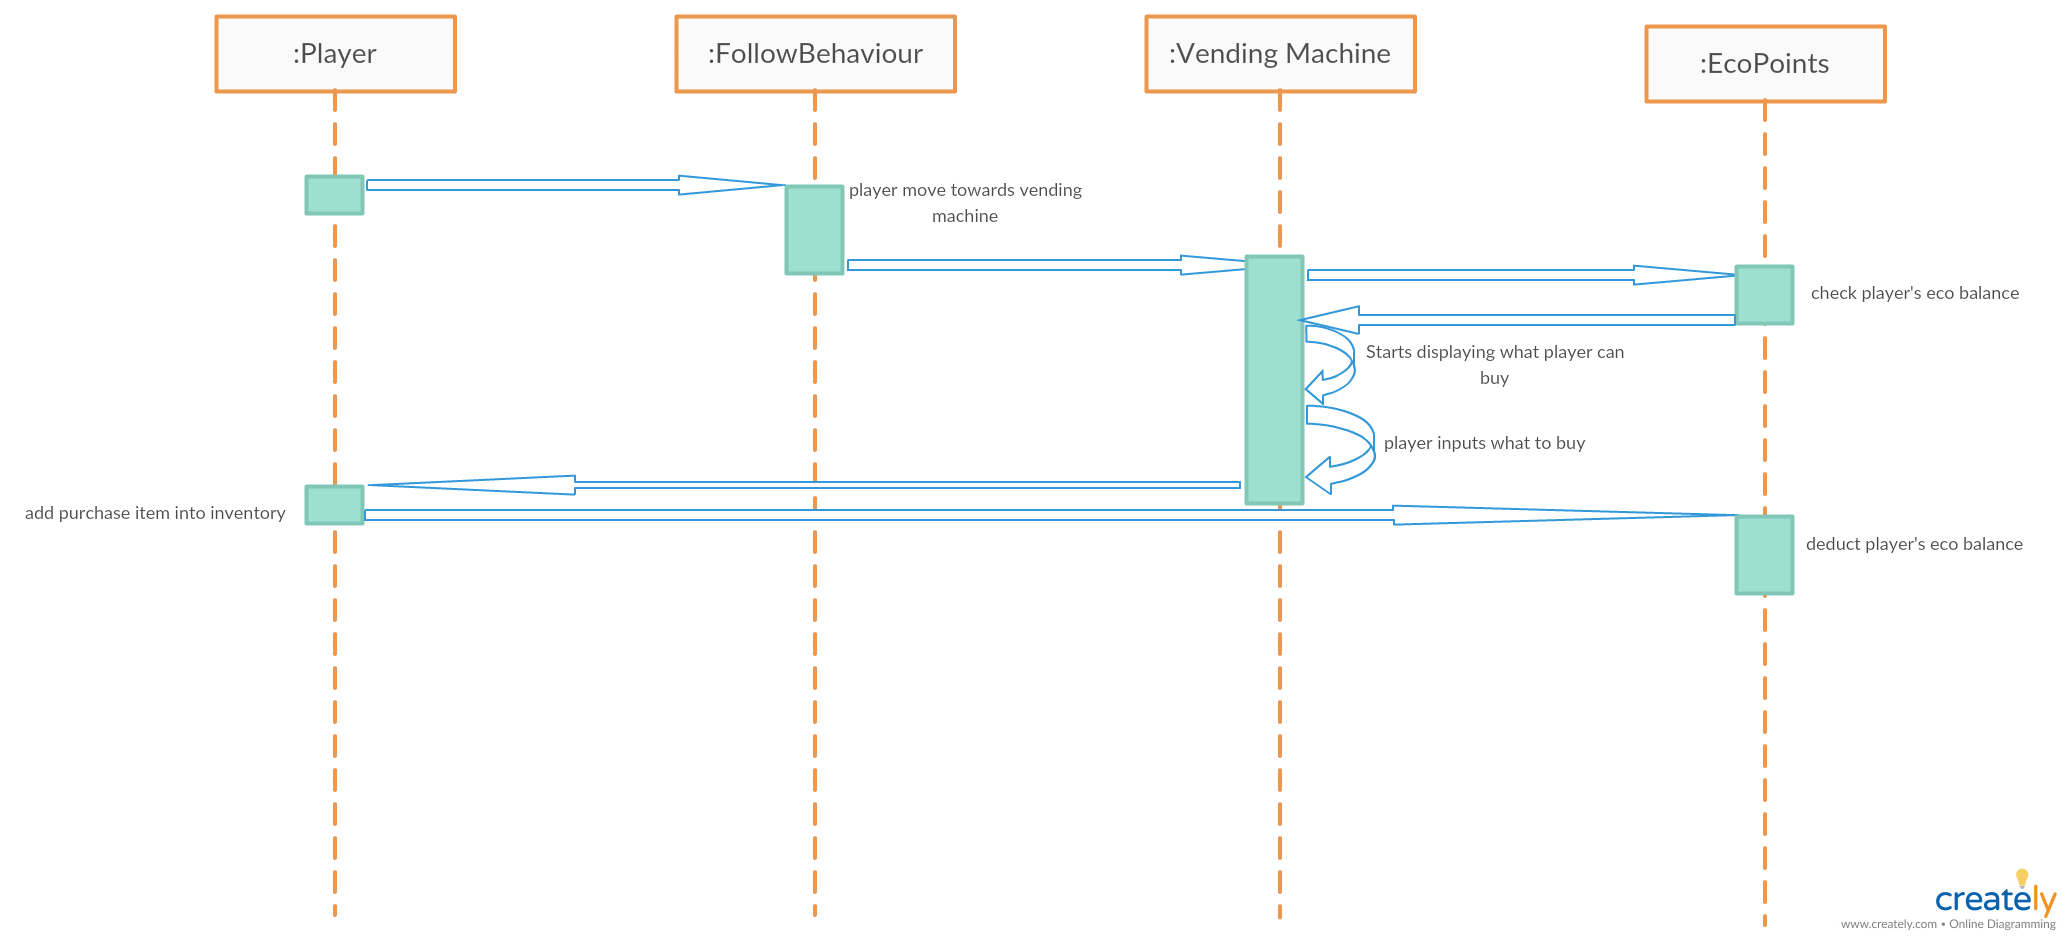 :Player
:FollowBehaviour
:Vending Machine
:EcoPoints
player move towards vending
machine
check player's eco balance
Starts displaying what player can
buy
player inputs what to buy
add purchase item into inventory
deduct player's eco balance
creately
www.creately.com • Online Diagramming